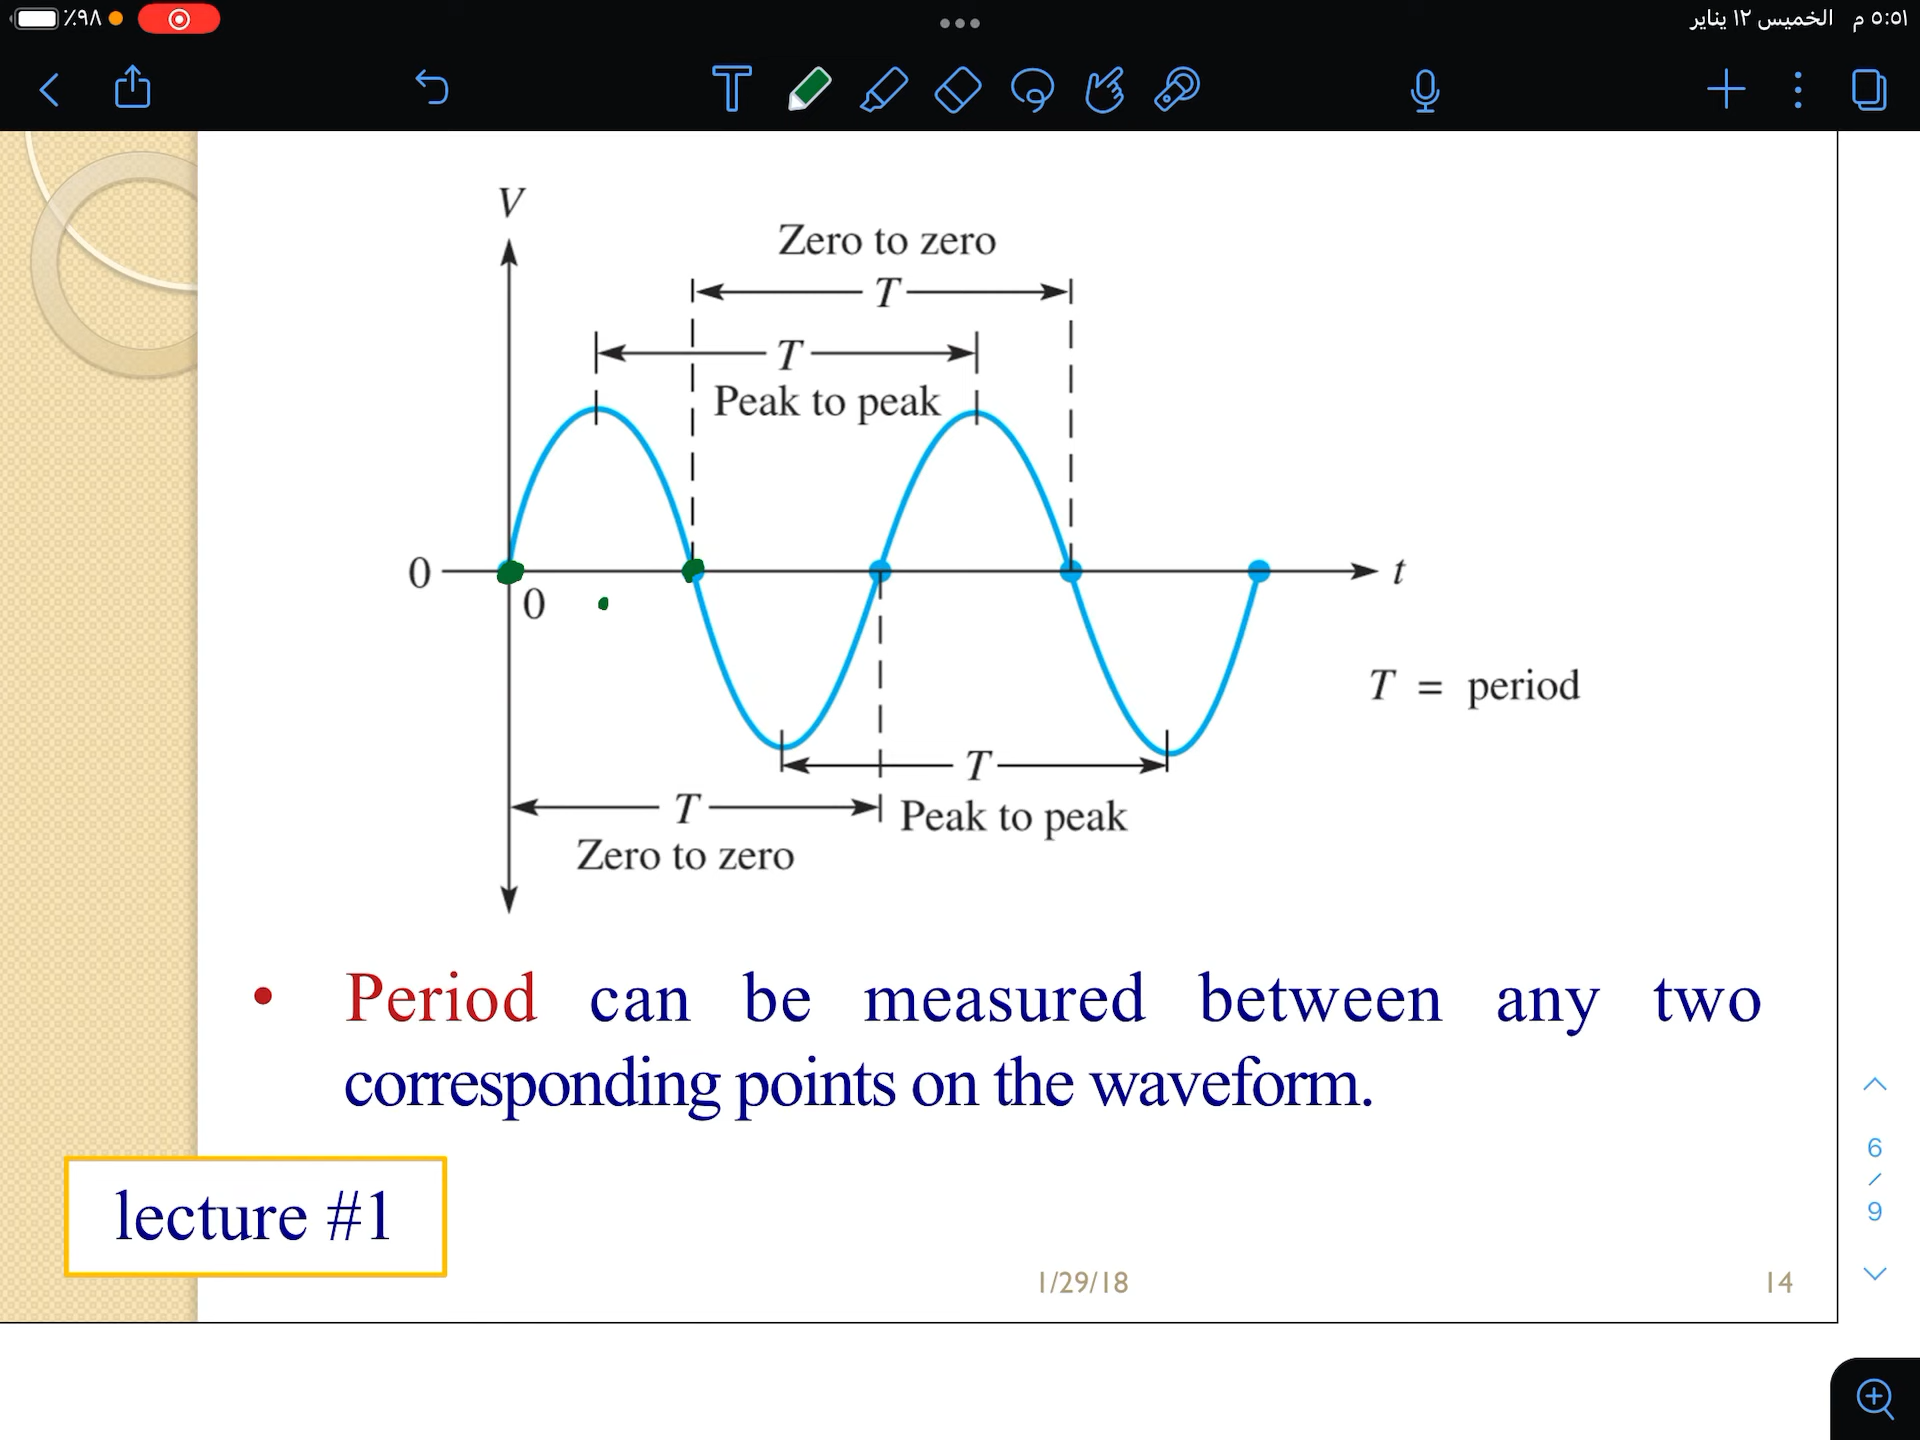 ٪٩٨
الخميس ١٢ يناير ٥:٥١ م
V
Zero to zero
T
T
Peak to peak
0
t
0
T = period
T
T
Peak to peak
Zero to zero
• Period can be measured between any two
corresponding points on the waveform.
6
/
9
lecture #1
1/29/18
14